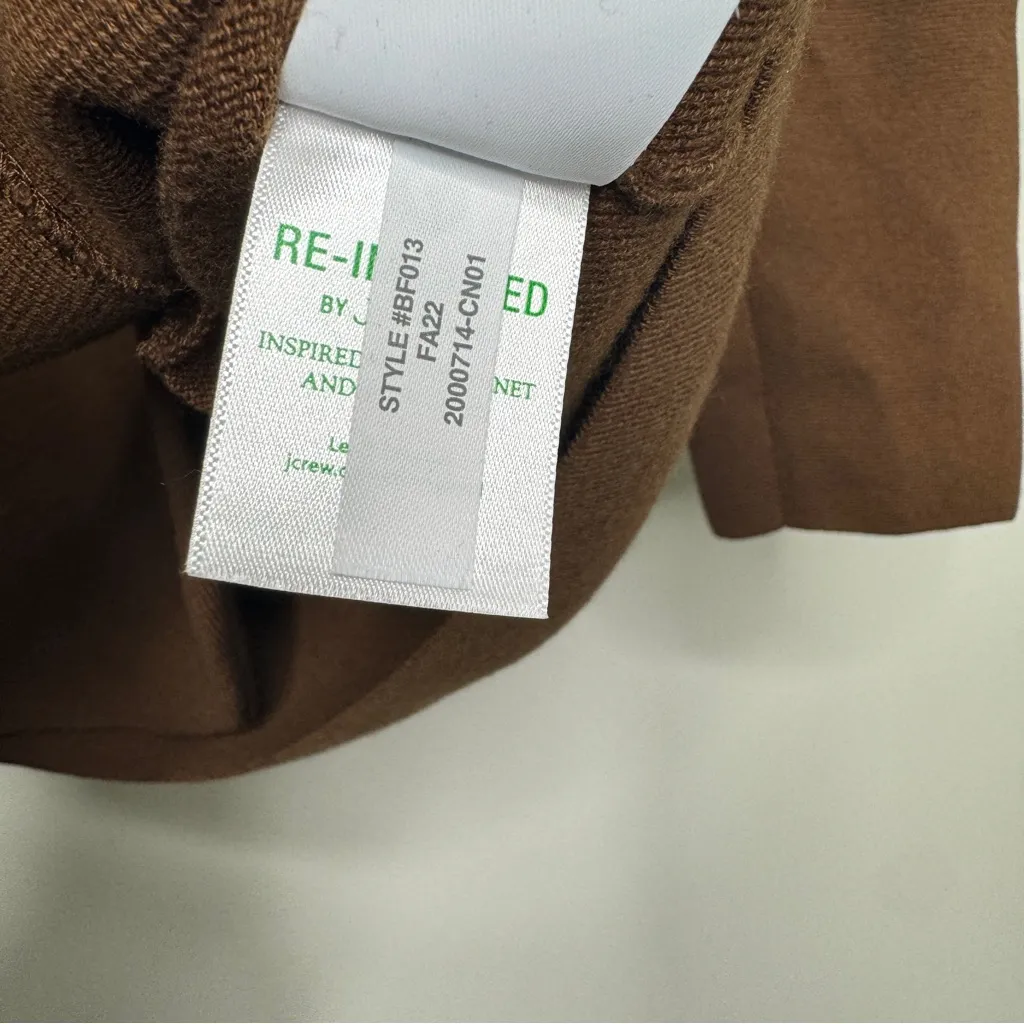 RE-I ED
BY J
INSPIRED
AND NET
Le
jcrew.c
STYLE #BF013
FA22
2000714-CN01